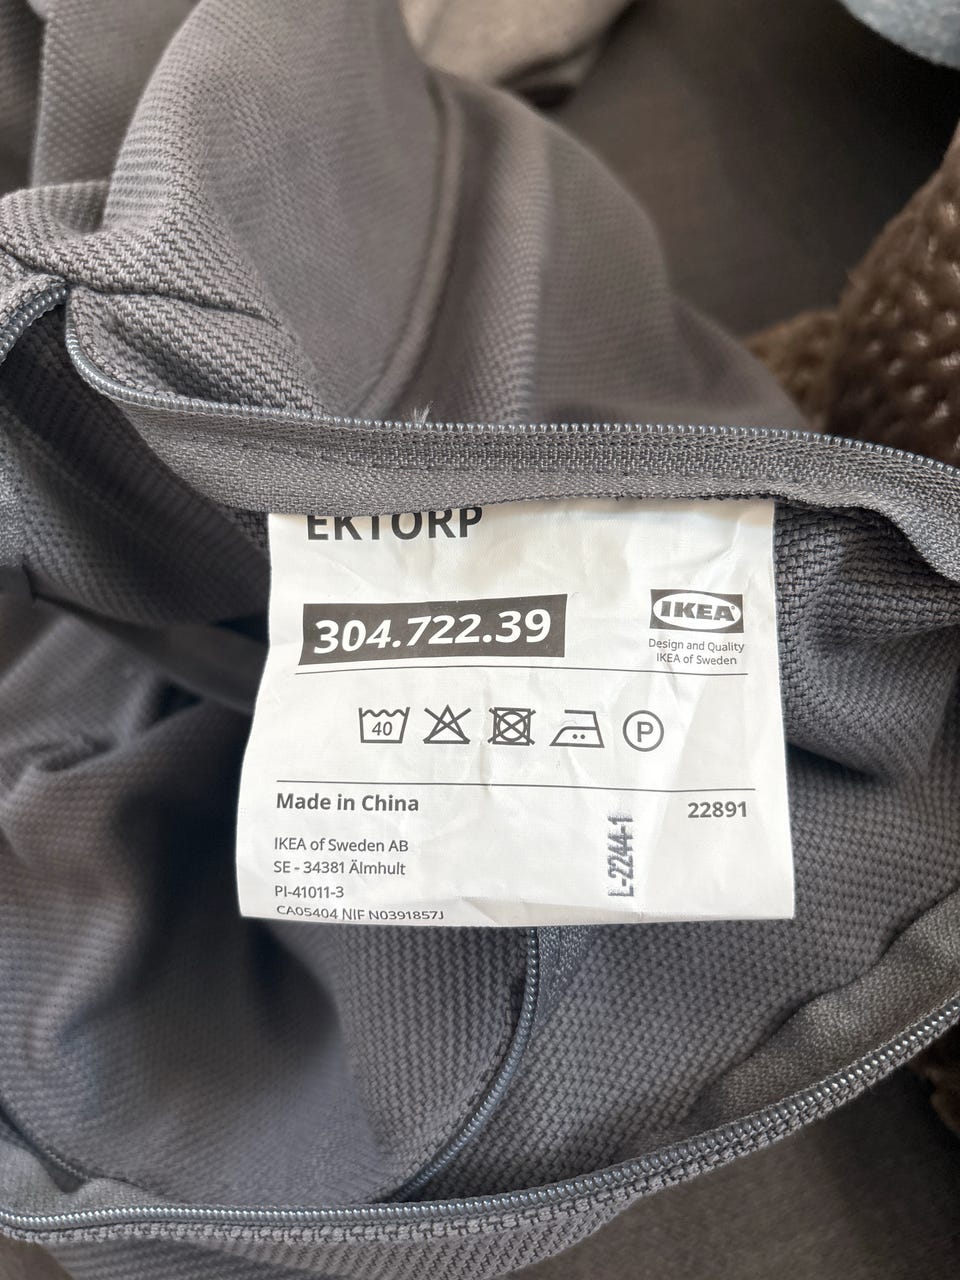 EKTORP
304.722.39
IKEA
Design and Quality
IKEA of Sweden
40
P
Made in China
22891
IKEA of Sweden AB
SE - 34381 Älmhult
PI-41011-3
CA05404 NIF N0391857J
L-2244-1